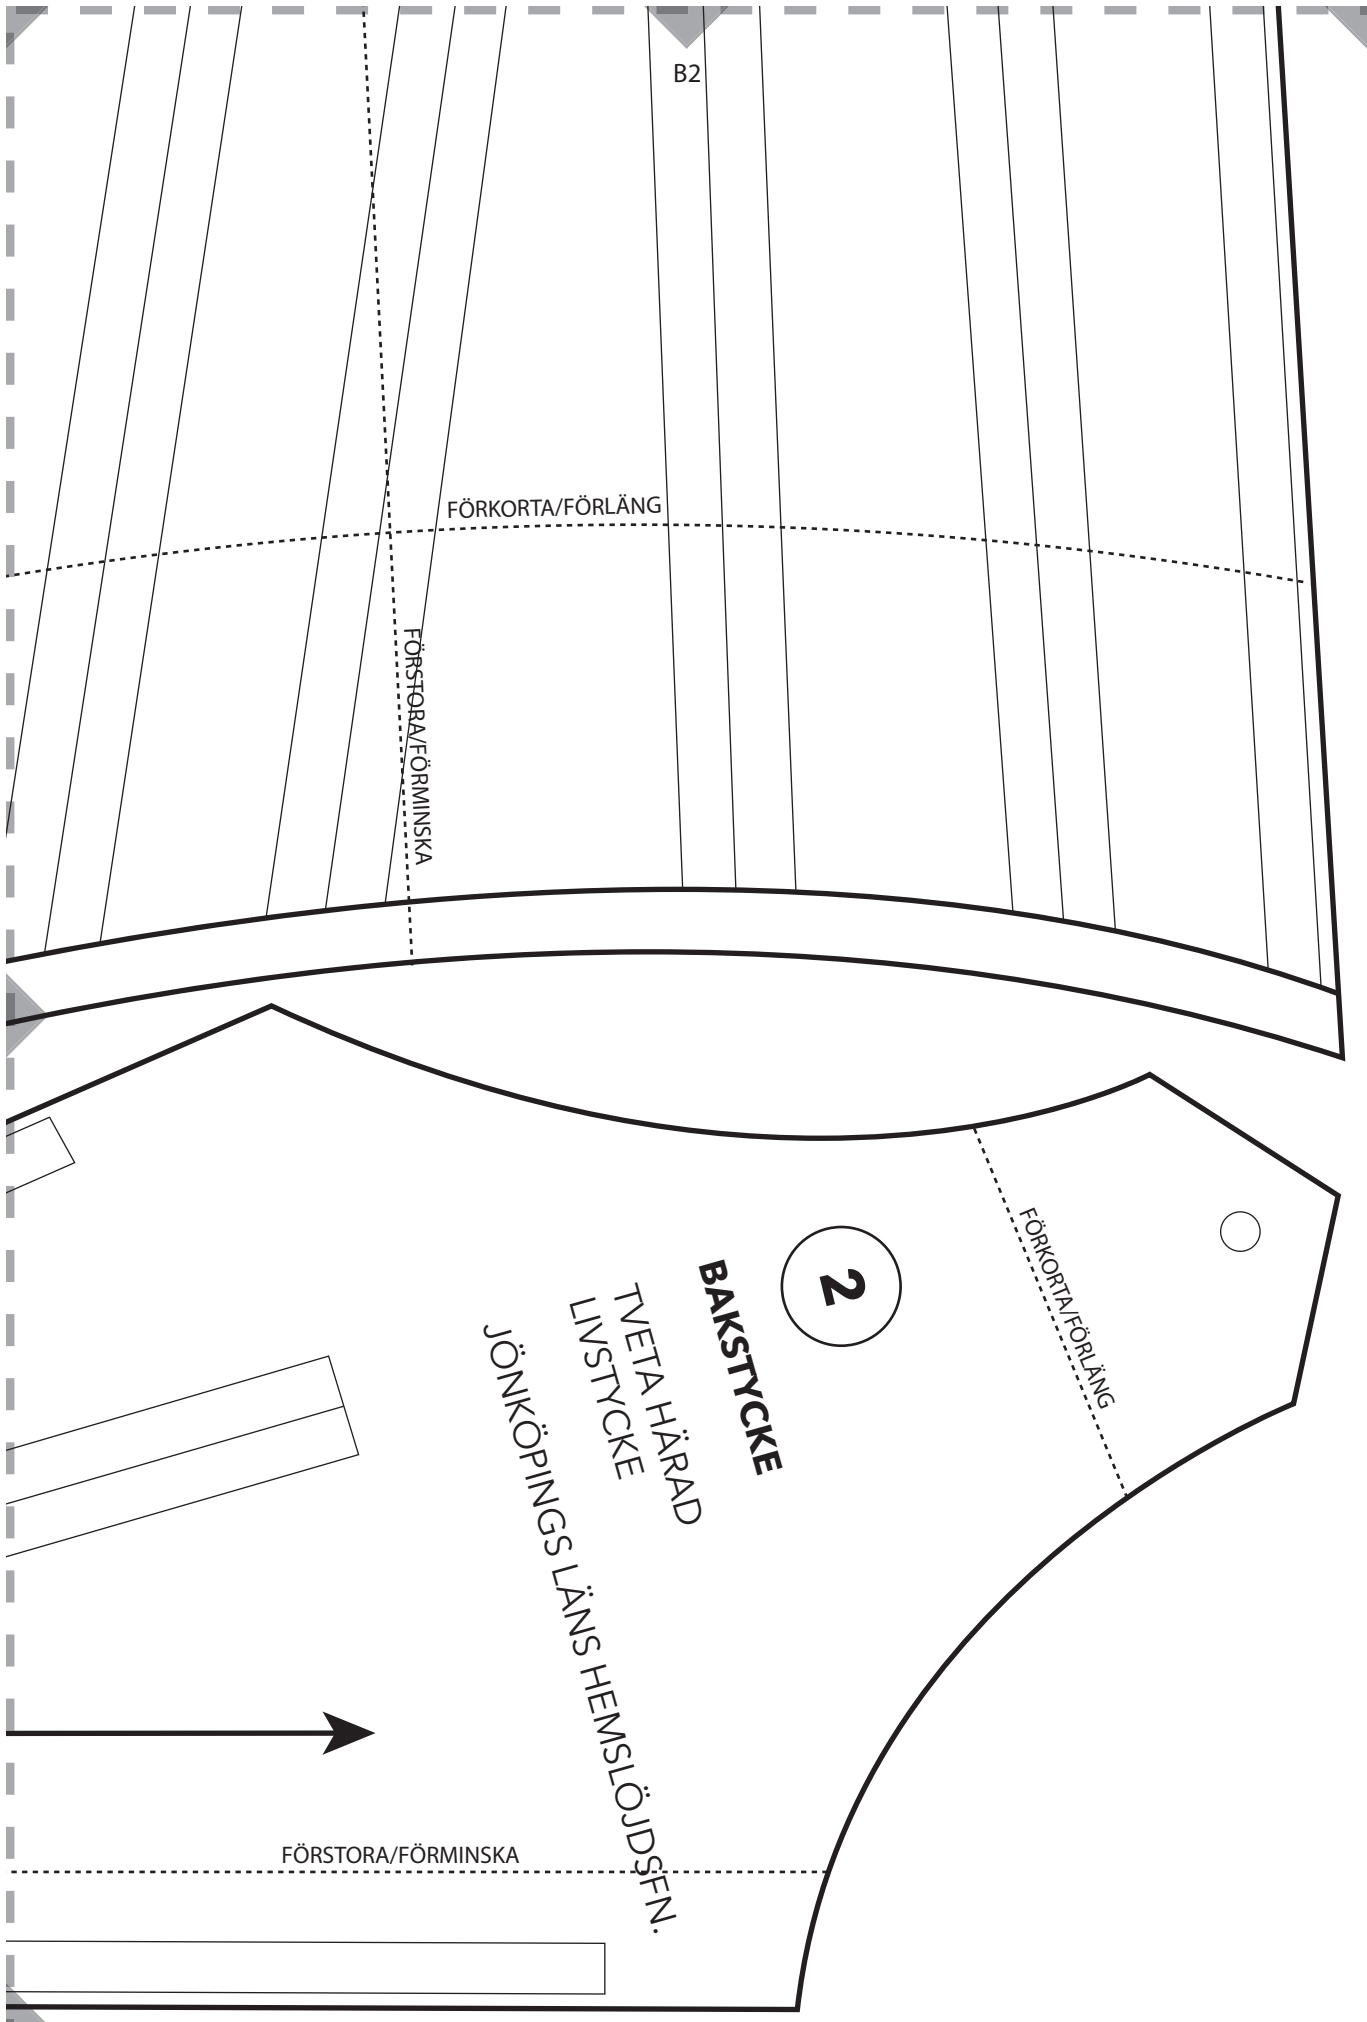 B2
FÖRKORTA/FÖRLÄNG
FÖRSTORA/FÖRMINSKA
2
BAKSTYCKE
TVETA HÄRAD
LIVSTYCKE
JÖNKÖPINGS LÄNS HEMSLÖJDSFN.
FÖRKORTA/FÖRLÄNG
FÖRSTORA/FÖRMINSKA